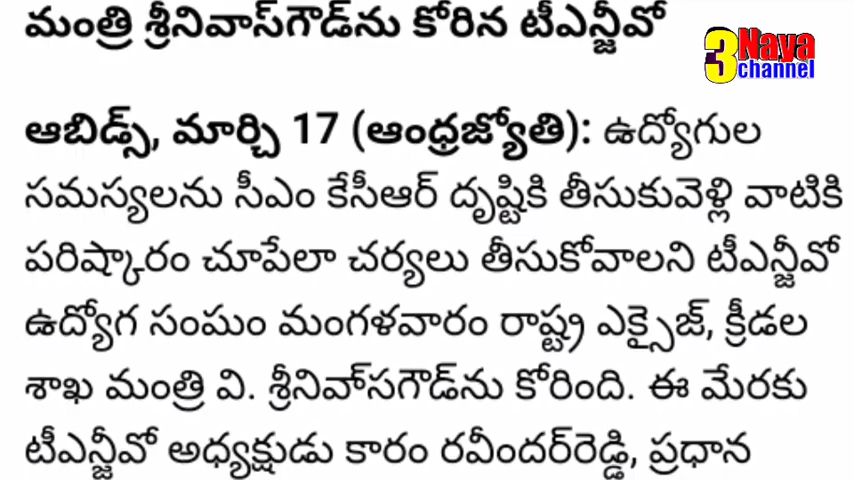 మంత్రి శ్రీనివాస్‌గౌడ్‌ను కోరిన టీఎన్జీవో
3 Naya channel
ఆబిడ్స్, మార్చి 17 (ఆంధ్రజ్యోతి): ఉద్యోగుల
సమస్యలను సీఎం కేసీఆర్ దృష్టికి తీసుకువెళ్లి వాటికి
పరిష్కారం చూపేలా చర్యలు తీసుకోవాలని టీఎన్జీవో
ఉద్యోగ సంఘం మంగళవారం రాష్ట్ర ఎక్సైజ్, క్రీడల
శాఖ మంత్రి వి. శ్రీనివా్‌సగౌడ్‌ను కోరింది. ఈ మేరకు
టీఎన్జీవో అధ్యక్షుడు కారం రవీందర్‌రెడ్డి, ప్రధాన